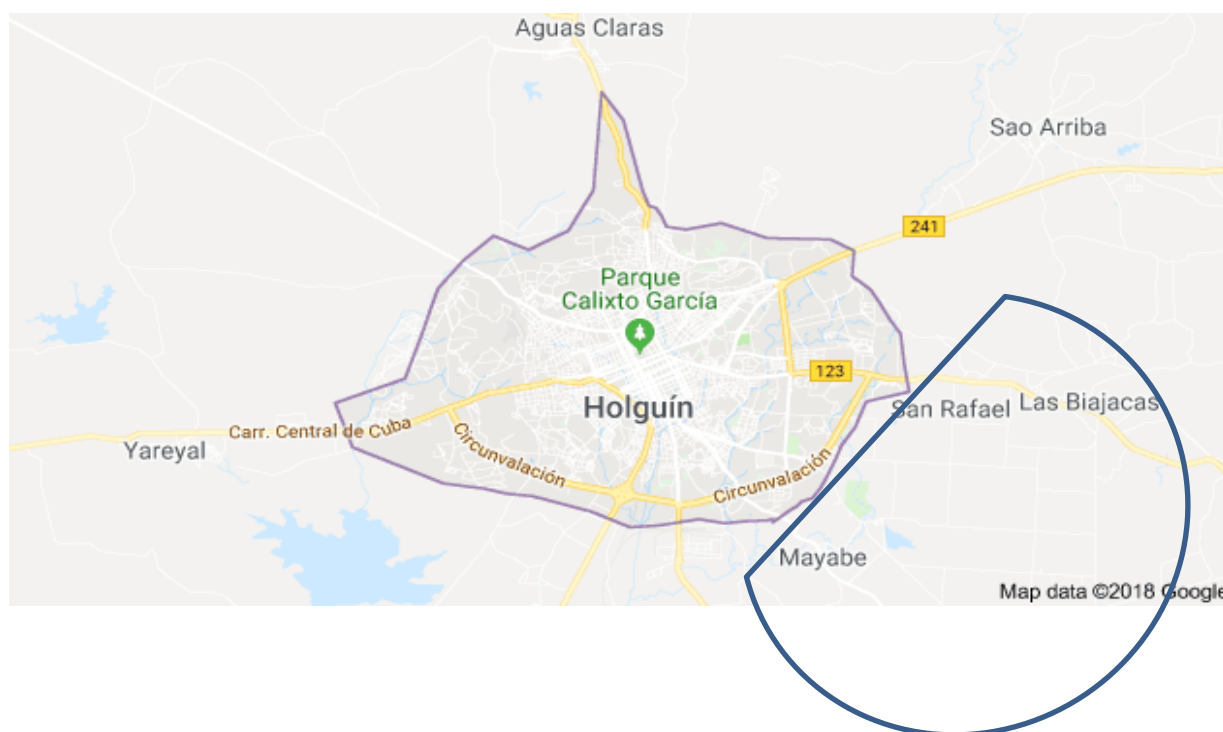 Aguas Claras
Sao Arriba
241
Parque
Calixto García
123
San Rafael
Las Biajacas
Holguín
Carr. Central de Cuba
Yareyal
Circunvalación
Circunvalación
Mayabe
Map data ©2018 Google